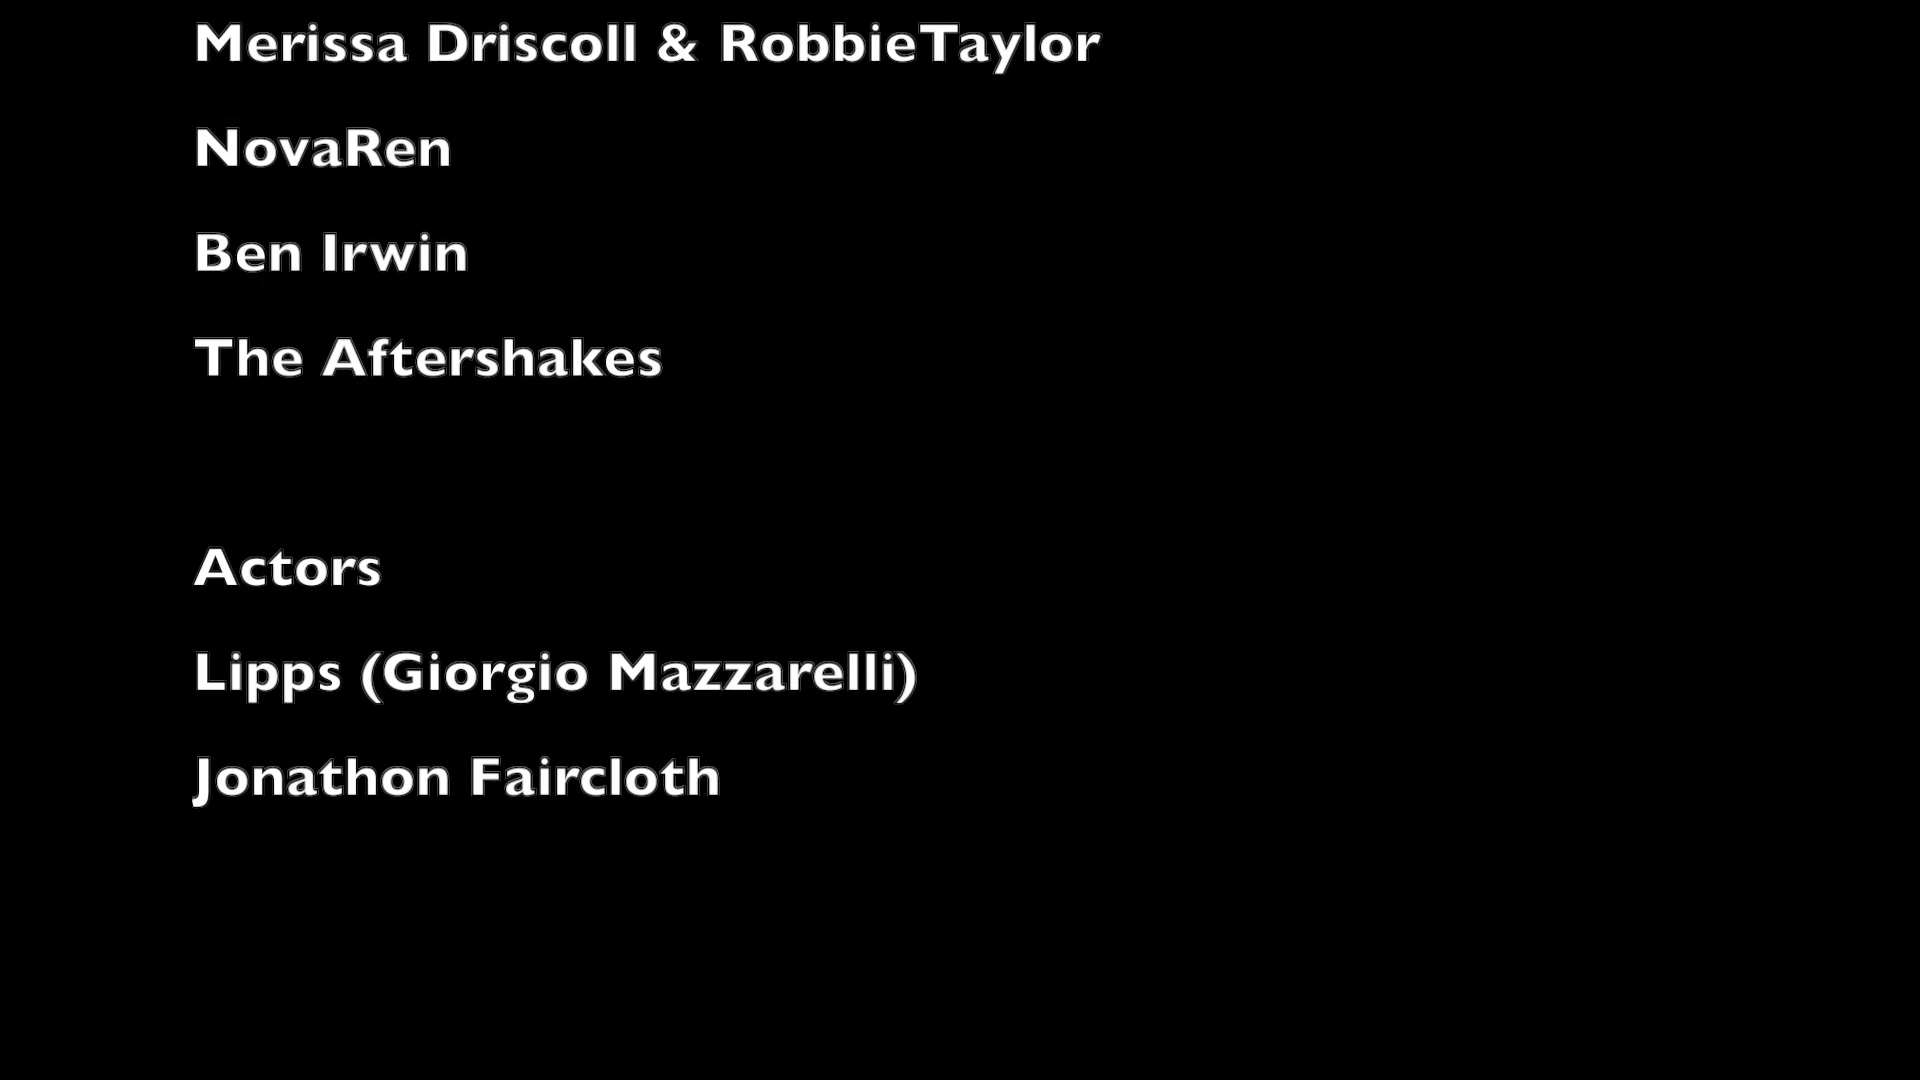 Merissa Driscoll & RobbieTaylor
NovaRen
Ben Irwin
The Aftershakes
Actors
Lipps (Giorgio Mazzarelli)
Jonathon Faircloth